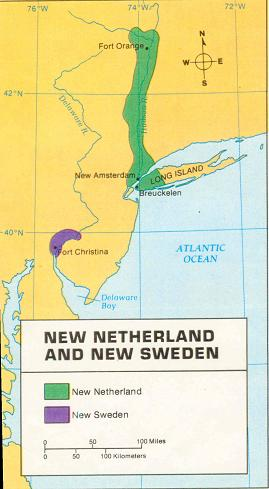 76°W
74°W
72°W
Fort Orange
N
W
E
S
42°N
Delaware R.
Hudson R.
New Amsterdam
LONG ISLAND
Breuckelen
40°N
Fort Christina
ATLANTIC
OCEAN
Delaware
Bay
NEW NETHERLAND
AND NEW SWEDEN
New Netherland
New Sweden
0 50 100 Miles
0 50 100 Kilometers